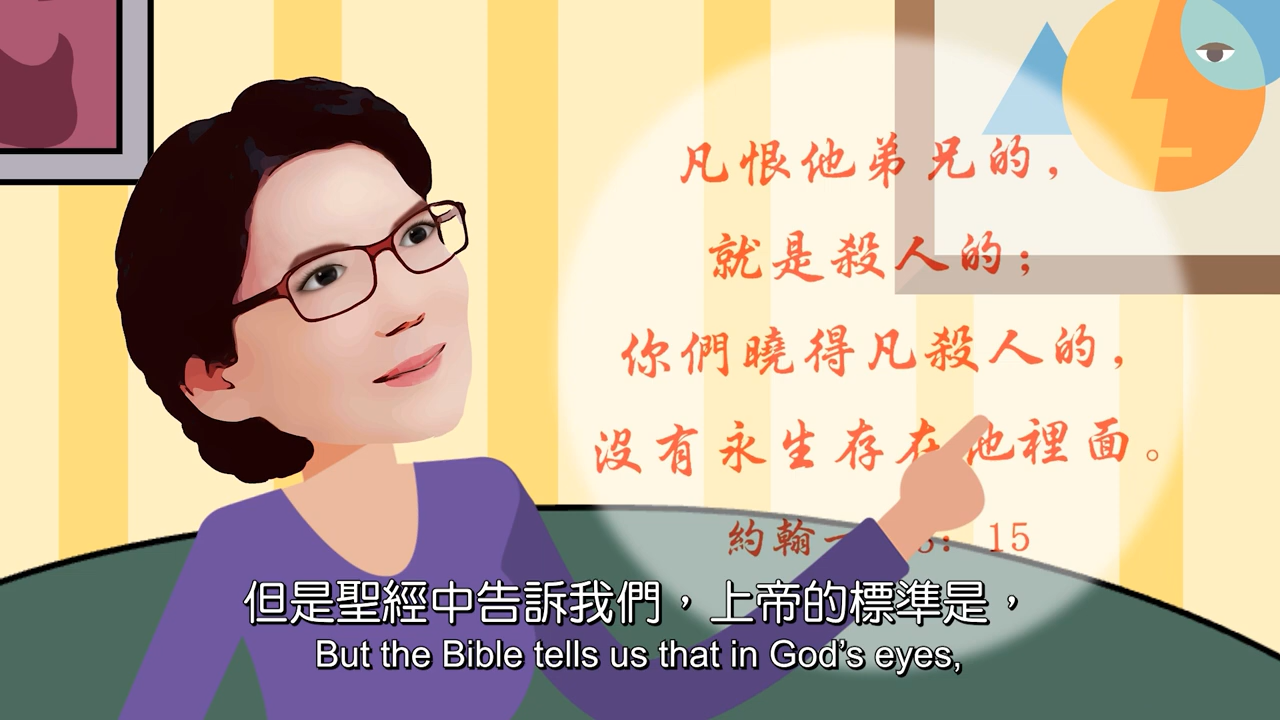 凡恨他弟兄的，
就是殺人的；
你們曉得凡殺人的，
沒有永生存在他裡面。
約翰一 3：15
但是聖經中告訴我們，上帝的標準是，
But the Bible tells us that in God's eyes,